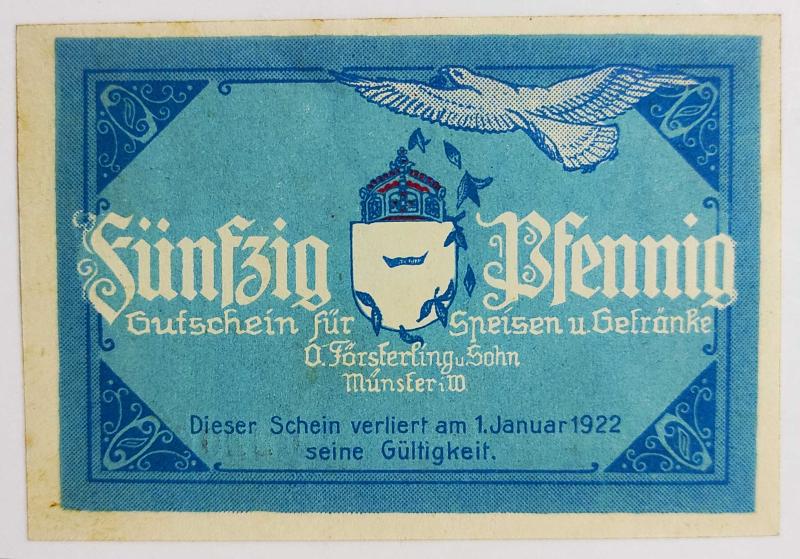 Fünfzig Pfennig
Gutschein für Speisen u. Getränke
O. Försterling u. Sohn
Münster i. W
Dieser Schein verliert am 1. Januar 1922
seine Gültigkeit.